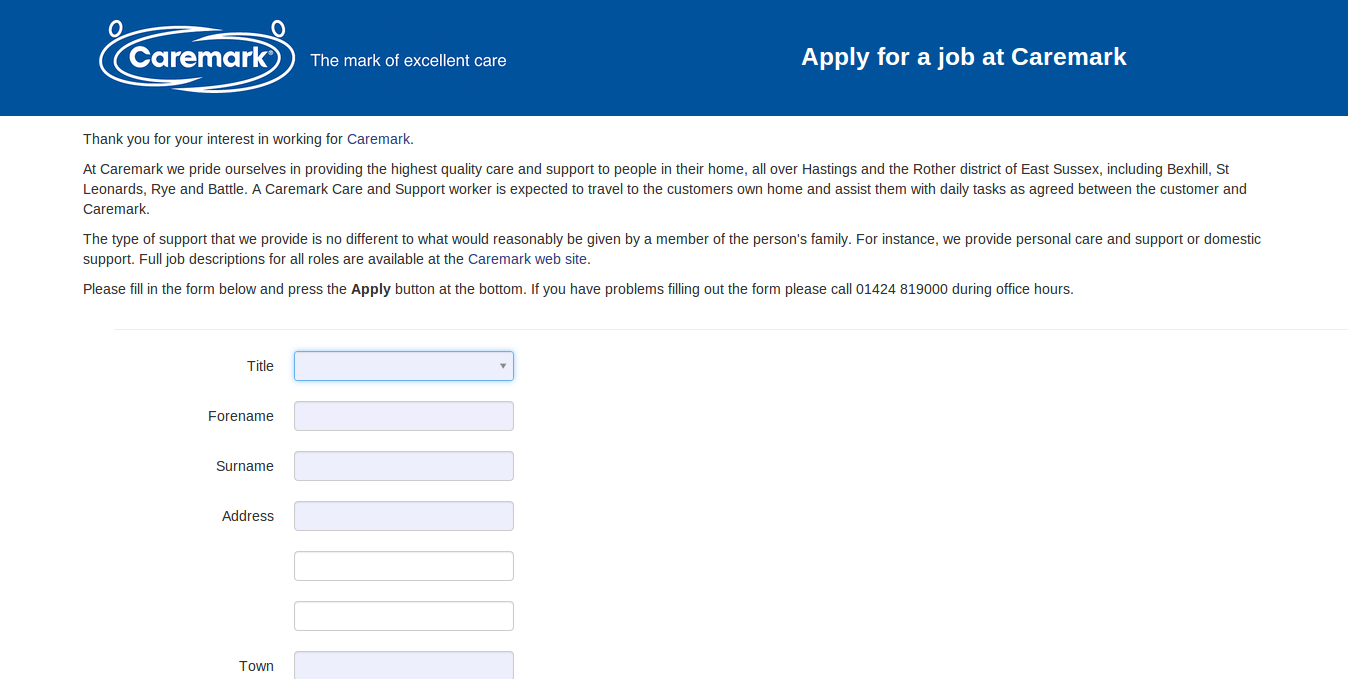 Caremark®
The mark of excellent care
Apply for a job at Caremark
Thank you for your interest in working for Caremark.
At Caremark we pride ourselves in providing the highest quality care and support to people in their home, all over Hastings and the Rother district of East Sussex, including Bexhill, St
Leonards, Rye and Battle. A Caremark Care and Support worker is expected to travel to the customers own home and assist them with daily tasks as agreed between the customer and
Caremark.
The type of support that we provide is no different to what would reasonably be given by a member of the person's family. For instance, we provide personal care and support or domestic
support. Full job descriptions for all roles are available at the Caremark web site.
Please fill in the form below and press the Apply button at the bottom. If you have problems filling out the form please call 01424 819000 during office hours.
Title
Forename
Surname
Address
Town